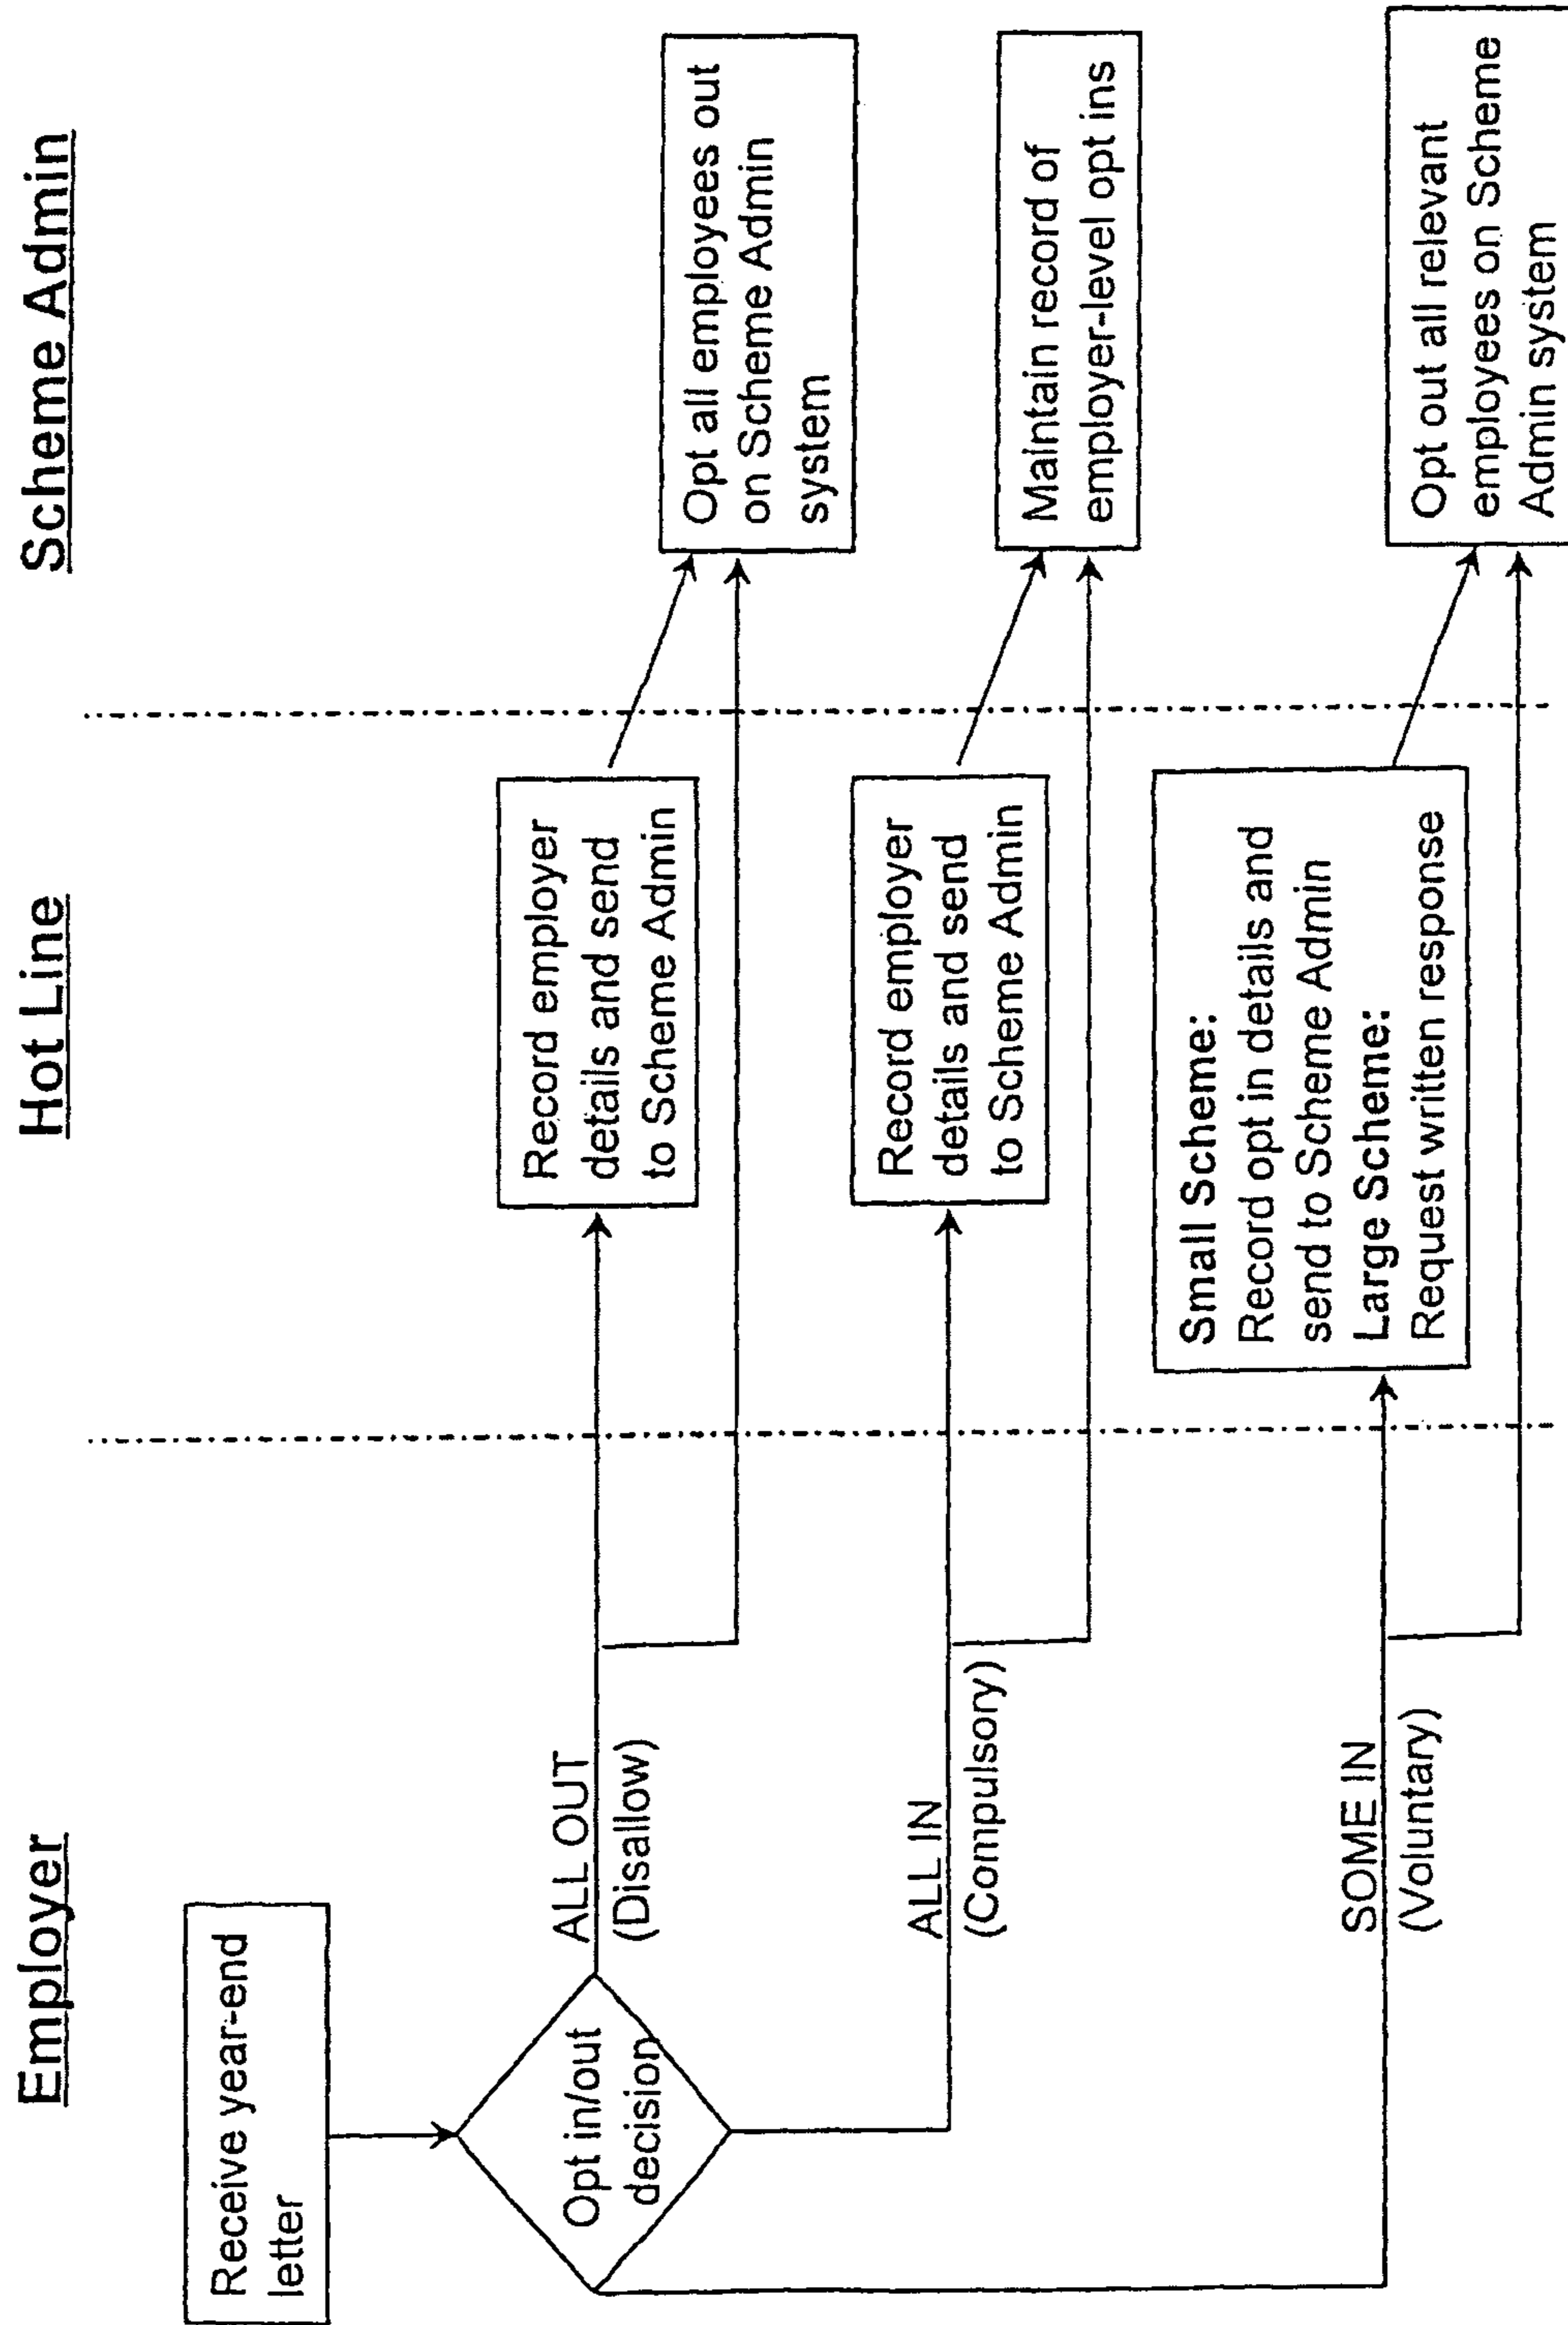 Employer
Hot Line
Scheme Admin
Receive year-end
letter
Opt in/out
decision
ALL OUT
(Disallow)
Record employer
details and send
to Scheme Admin
Opt all employees out
on Scheme Admin
system
ALL IN
(Compulsory)
Record employer
details and send
to Scheme Admin
Maintain record of
employer-level opt ins
SOME IN
(Voluntary)
Small Scheme:
Record opt in details and
send to Scheme Admin
Large Scheme:
Request written response
Opt out all relevant
employees on Scheme
Admin system